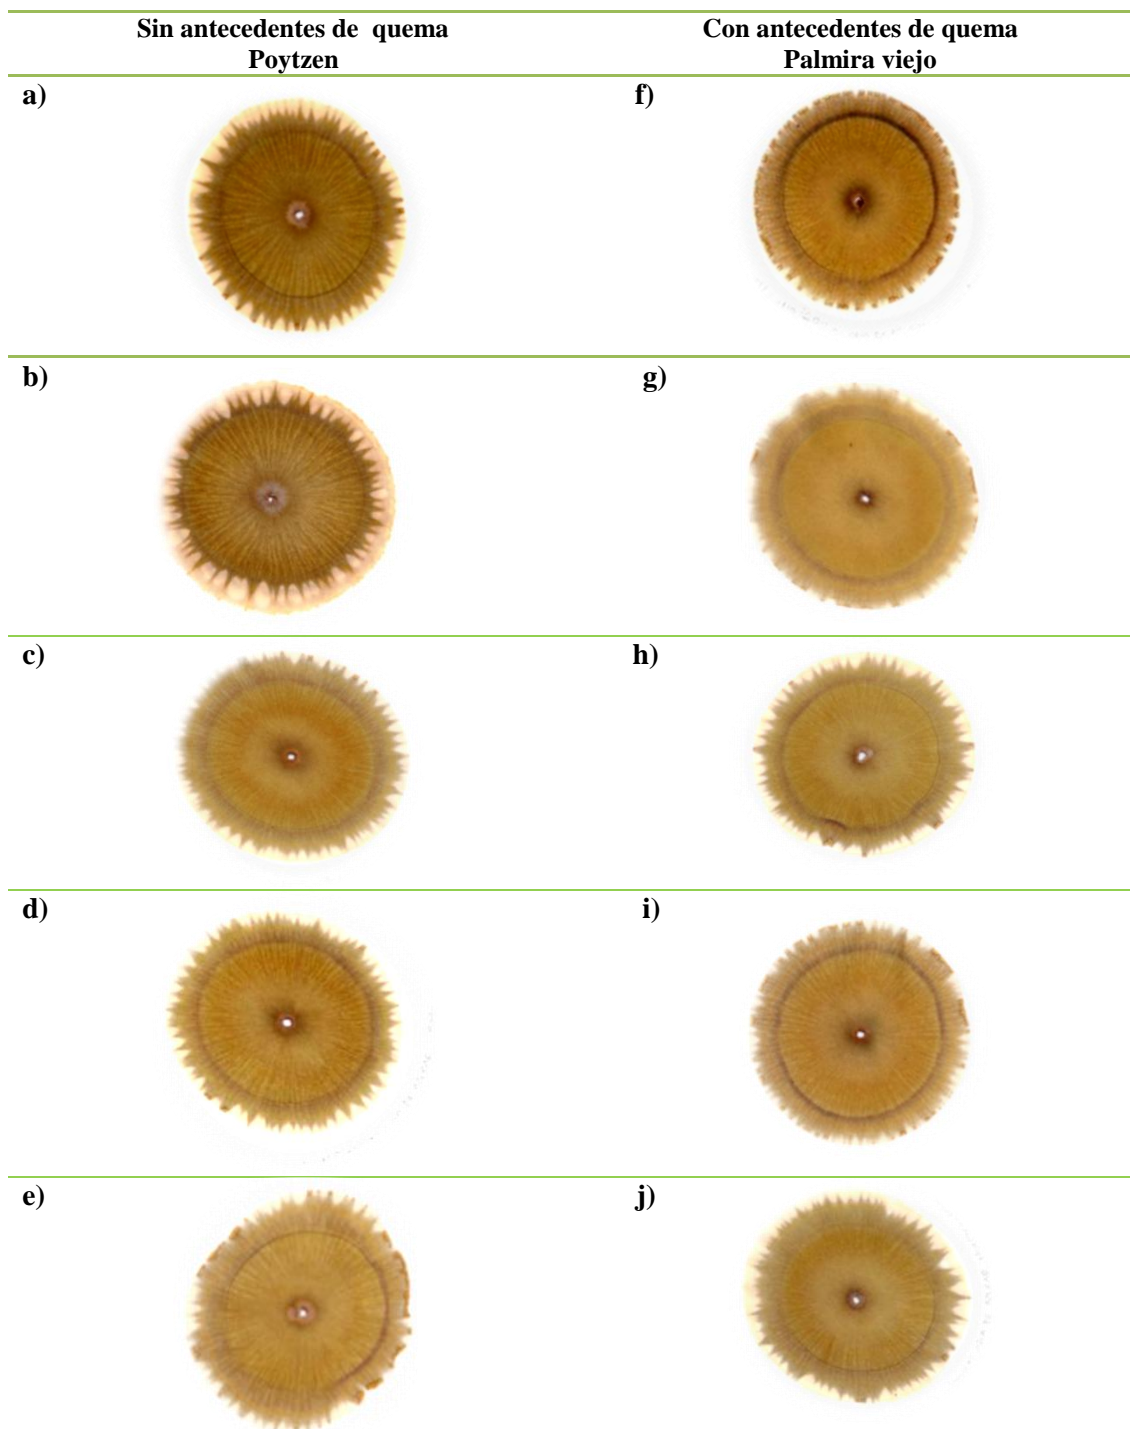 Sin antecedentes de quema
Poytzen
Con antecedentes de quema
Palmira viejo
a)
f)
b)
g)
c)
h)
d)
i)
e)
j)